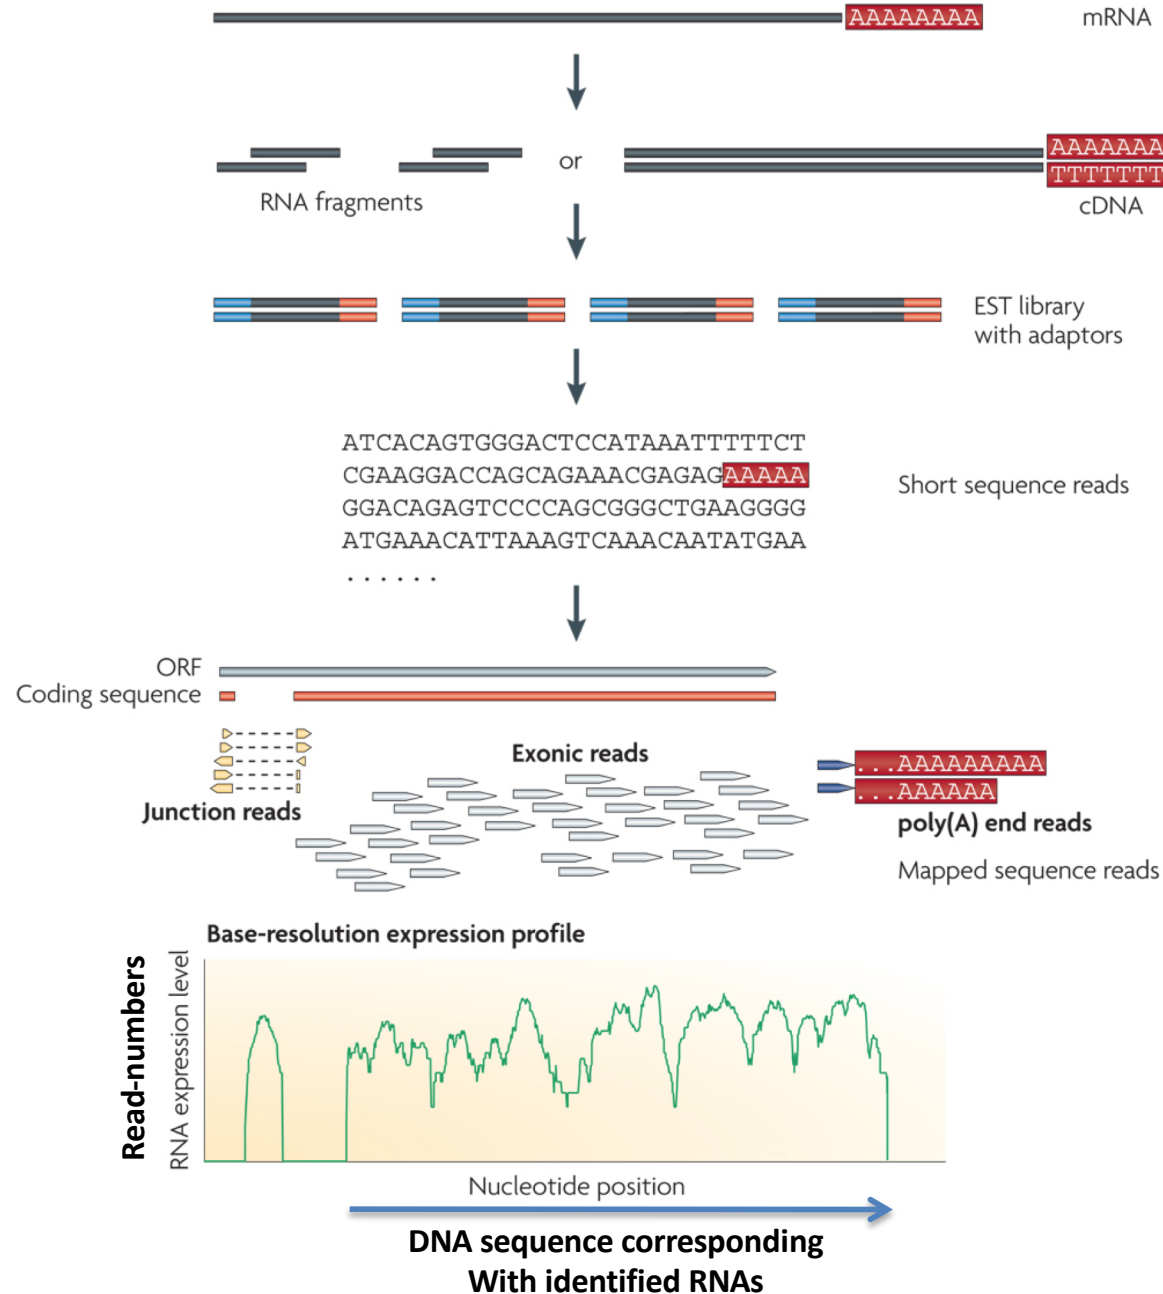 AAAAAAAA
mRNA
or
AAAAAAA
TTTTTTT
RNA fragments
cDNA
EST library
with adaptors
ATCACAGTGGGACTCCATAAATTTTTCT
CGAAGGACCAGCAGAAACGAGAGAAAAA
GGACAGAGTCCCCAGCGGGCTGAAGGGG
ATGAAACATTAAAGTCAAACAATATGAA
. . . . . .
Short sequence reads
ORF
Coding sequence
Exonic reads
Junction reads
...AAAAAAAAA
...AAAAAA
poly(A) end reads
Mapped sequence reads
Base-resolution expression profile
Read-numbers
RNA expression level
Nucleotide position
DNA sequence corresponding
With identified RNAs